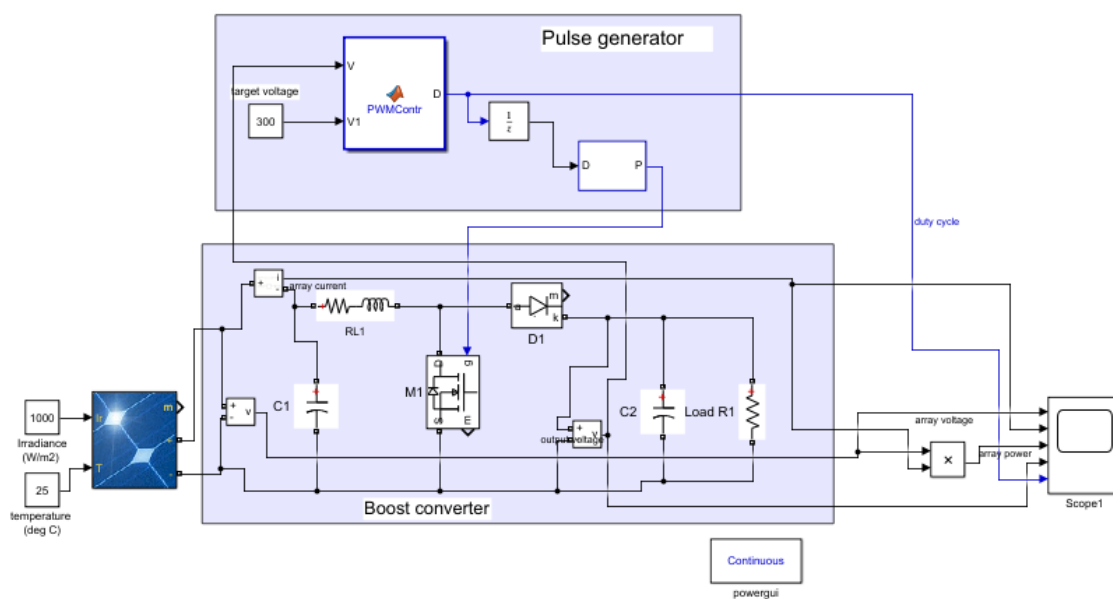 Pulse generator
V
target voltage
D
PWMContr
300
V1
1
z
D
P
duty cycle
i
+
-
array current
RL1
m
a
k
D1
D
g
M1
S
m
C1
+
-
v
1000
Ir
m
Irradiance
(W/m2)
+
25
T
-
temperature
(deg C)
C2
Load R1
+
-
v
output voltage
array voltage
×
array power
Scope1
Boost converter
Continuous
powergui